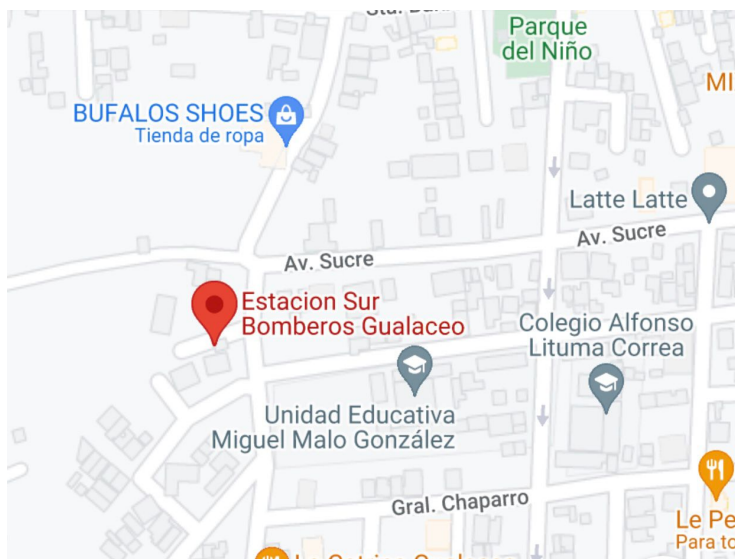 Parque
del Niño
MI
BUFALOS SHOES
Tienda de ropa
Latte Latte
Av. Sucre
Av. Sucre
Estacion Sur
Bomberos Gualaceo
Colegio Alfonso
Lituma Correa
Unidad Educativa
Miguel Malo González
Gral. Chaparro
Le Pe
Para to